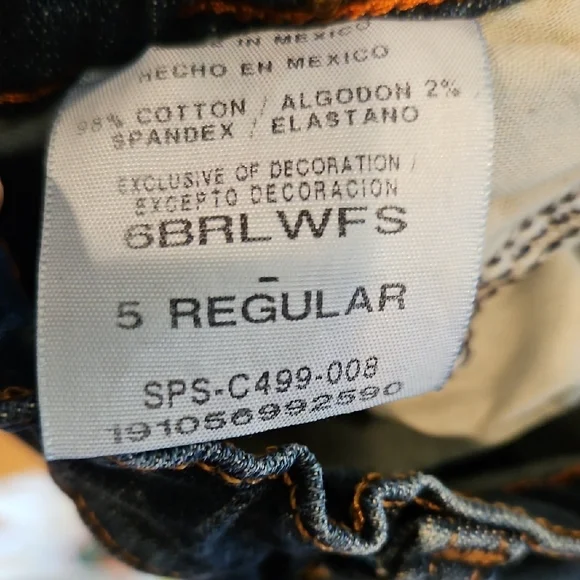 IN MEXICO
HECHO EN MEXICO
98% COTTON / ALGODON 2%
SPANDEX / ELASTANO
EXCLUSIVE OF DECORATION /
EXCEPTO DECORACION
6BRLWFS
-
5 REGULAR
SPS-C499-008
191056992590